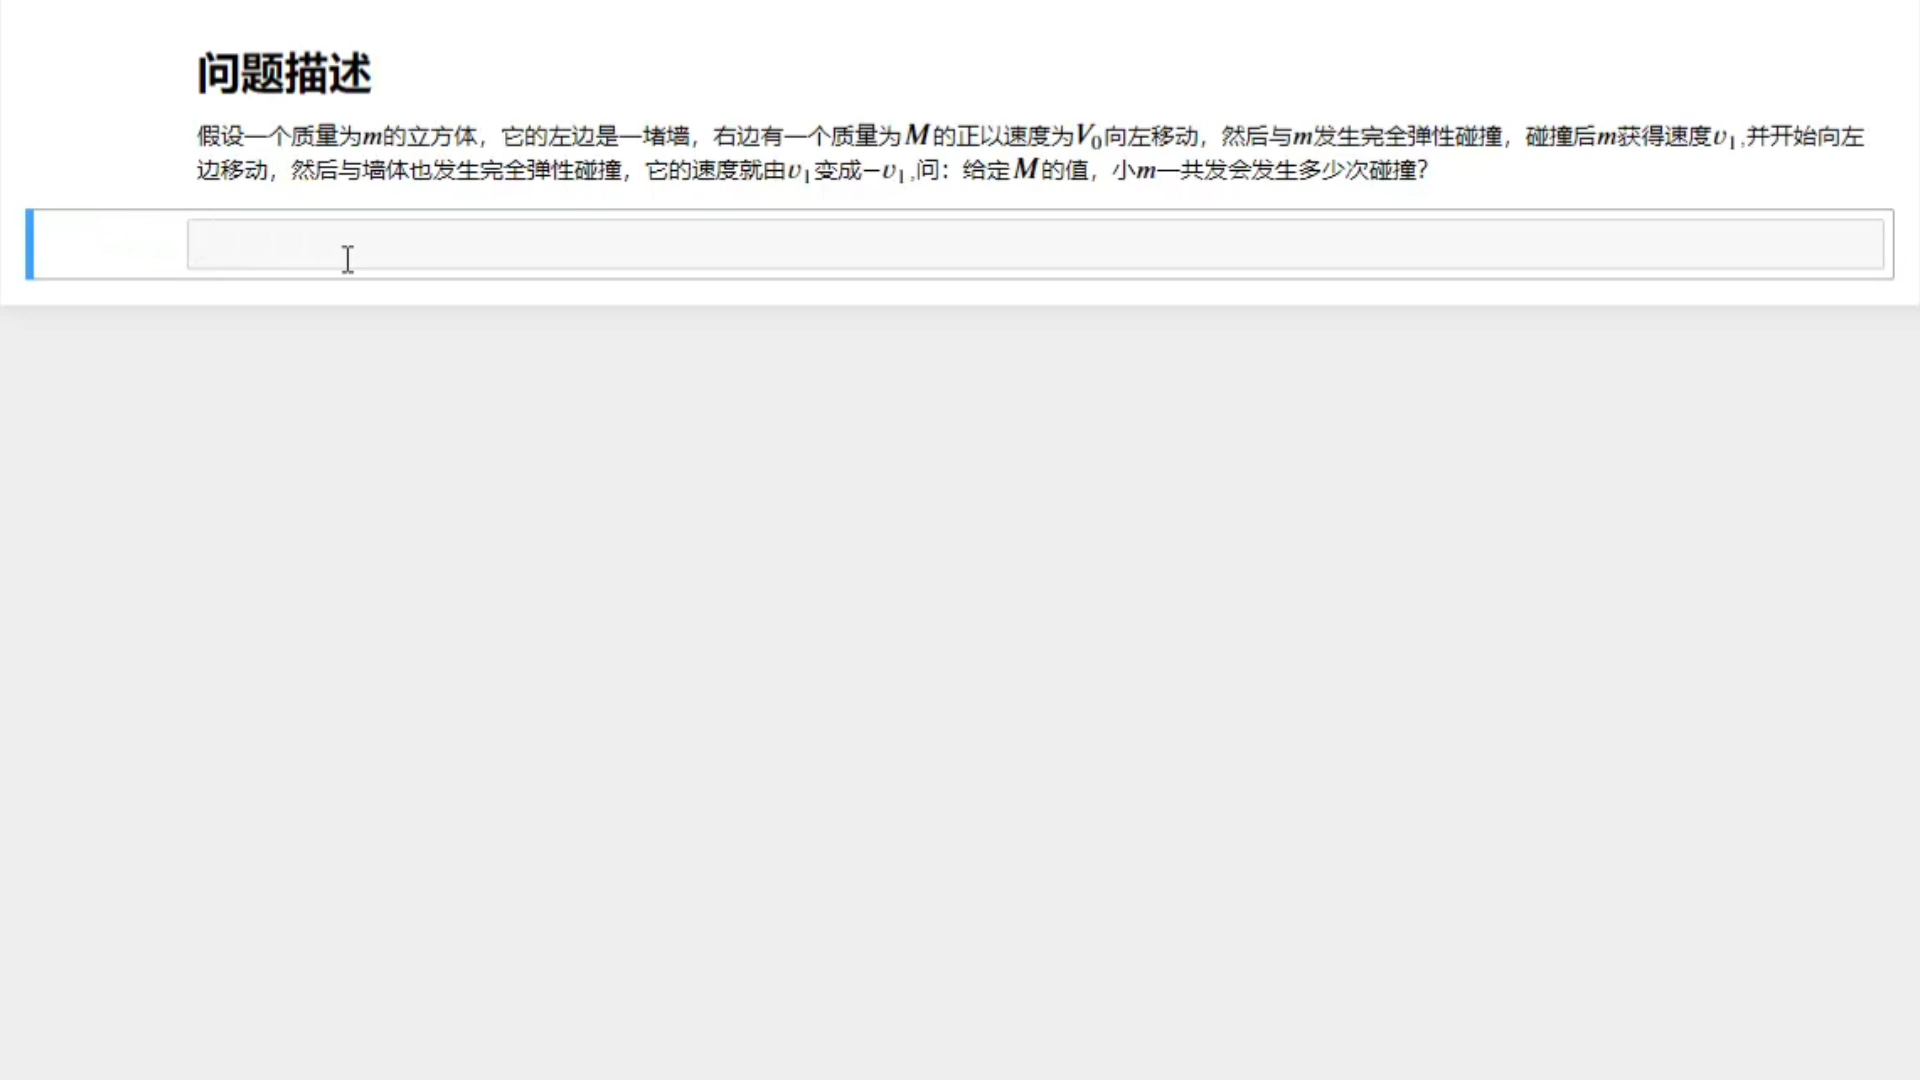 问题描述
假设一个质量为m的立方体，它的左边是一堵墙，右边有一个质量为M的正以速度为V₀向左移动，然后与m发生完全弹性碰撞，碰撞后m获得速度v₁,并开始向左
边移动，然后与墙体也发生完全弹性碰撞，它的速度就由v₁变成−v₁,问：给定M的值，小m一共发会发生多少次碰撞?